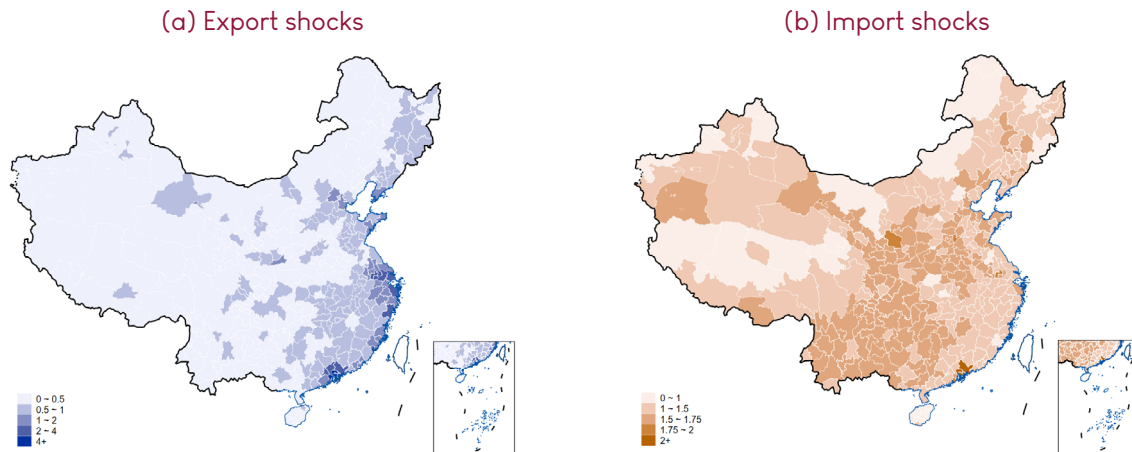 (a) Export shocks
(b) Import shocks
0 ~ 0.5
0.5 ~ 1
1 ~ 2
2 ~ 4
4+
0 ~ 1
1 ~ 1.5
1.5 ~ 1.75
1.75 ~ 2
2+